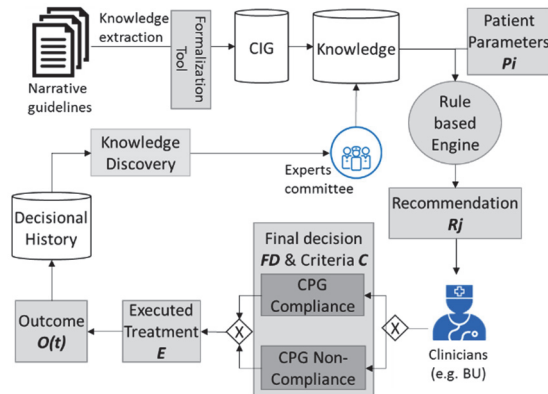 Knowledge
extraction
Narrative
guidelines
Formalization
Tool
CIG
Knowledge
Patient
Parameters
Pi
Rule
based
Engine
Recommendation
Rj
Clinicians
(e.g. BU)
Final decision
FD & Criteria C
CPG
Compliance
CPG Non-
Compliance
X
X
Executed
Treatment
E
Outcome
O(t)
Decisional
History
Knowledge
Discovery
Experts
committee